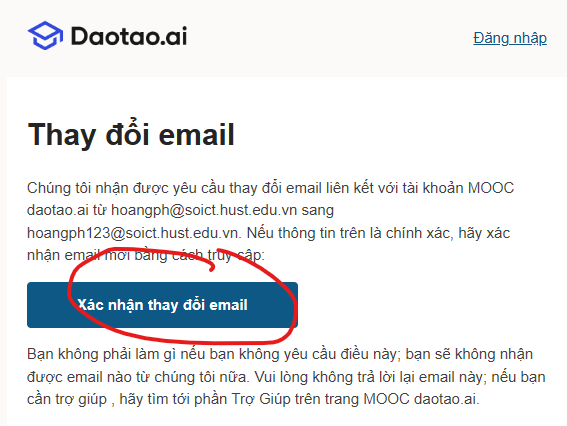 Daotao.ai
Đăng nhập
Thay đổi email
Chúng tôi nhận được yêu cầu thay đổi email liên kết với tài khoản MOOC
daotao.ai từ hoangph@soict.hust.edu.vn sang
hoangph123@soict.hust.edu.vn. Nếu thông tin trên là chính xác, hãy xác
nhận email mới bằng cách truy cập:
Xác nhận thay đổi email
Bạn không phải làm gì nếu bạn không yêu cầu điều này; bạn sẽ không nhận
được email nào từ chúng tôi nữa. Vui lòng không trả lời lại email này; nếu bạn
cần trợ giúp , hãy tìm tới phần Trợ Giúp trên trang MOOC daotao.ai.